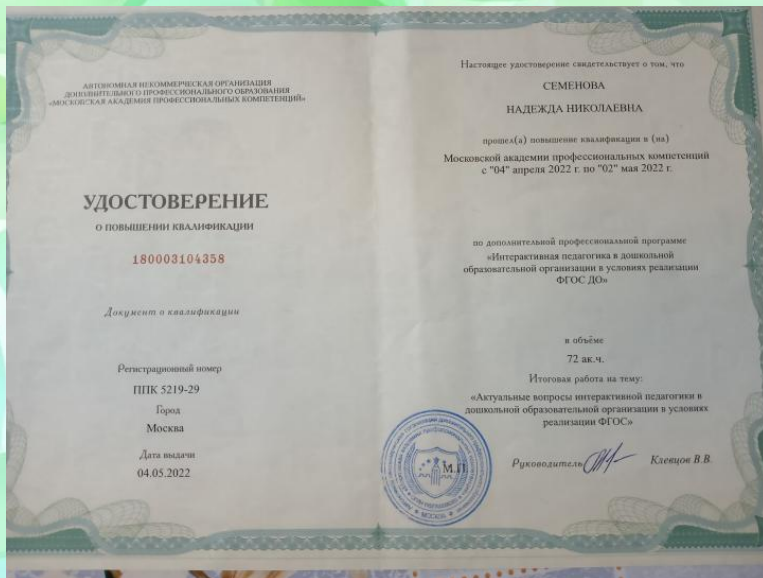 АВТОНОМНАЯ НЕКОММЕРЧЕСКАЯ ОРГАНИЗАЦИЯ
ДОПОЛНИТЕЛЬНОГО ПРОФЕССИОНАЛЬНОГО ОБРАЗОВАНИЯ
«МОСКОВСКАЯ АКАДЕМИЯ ПРОФЕССИОНАЛЬНЫХ КОМПЕТЕНЦИЙ»
УДОСТОВЕРЕНИЕ
О ПОВЫШЕНИИ КВАЛИФИКАЦИИ
180003104358
Документ о квалификации
Регистрационный номер
ППК 5219-29
Город
Москва
Дата выдачи
04.05.2022
Настоящее удостоверение свидетельствует о том, что
СЕМЕНОВА
НАДЕЖДА НИКОЛАЕВНА
прошел(а) повышение квалификации в (на)
Московской академии профессиональных компетенций
с "04" апреля 2022 г. по "02" мая 2022 г.
по дополнительной профессиональной программе
«Интерактивная педагогика в дошкольной
образовательной организации в условиях реализации
ФГОС ДО»
в объёме
72 ак.ч.
Итоговая работа на тему:
«Актуальные вопросы интерактивной педагогики в
дошкольной образовательной организации в условиях
реализации ФГОС»
М.П.
Руководитель Клевцов В.В.